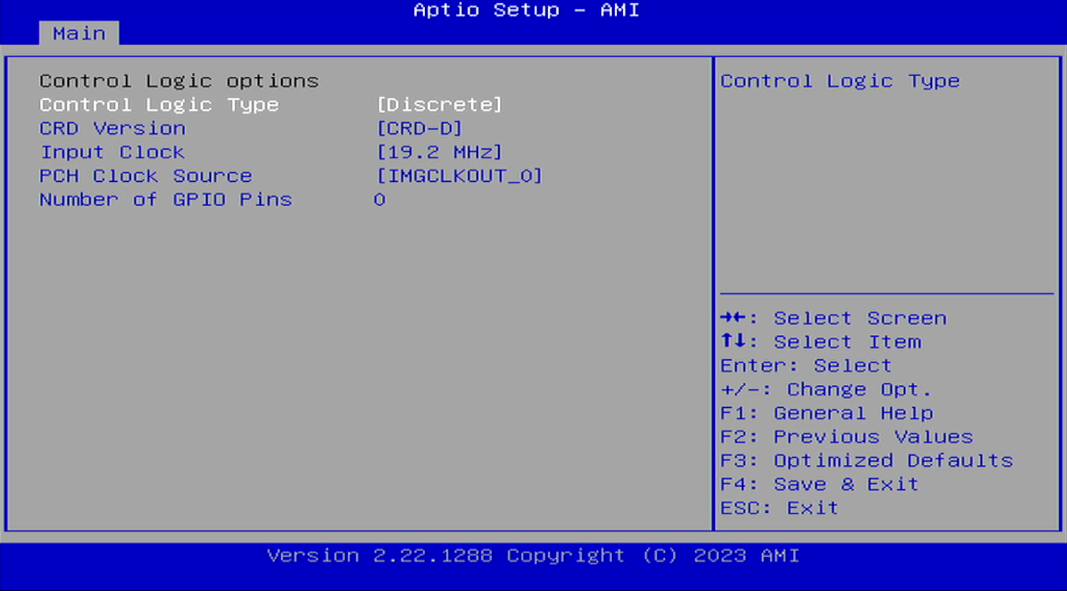 Aptio Setup – AMI
Main
Control Logic options
Control Logic Type [Discrete]
CRD Version [CRD-D]
Input Clock [19.2 MHz]
PCH Clock Source [IMGCLKOUT_0]
Number of GPIO Pins 0
Control Logic Type
→←: Select Screen
↑↓: Select Item
Enter: Select
+/-: Change Opt.
F1: General Help
F2: Previous Values
F3: Optimized Defaults
F4: Save & Exit
ESC: Exit
Version 2.22.1288 Copyright (C) 2023 AMI